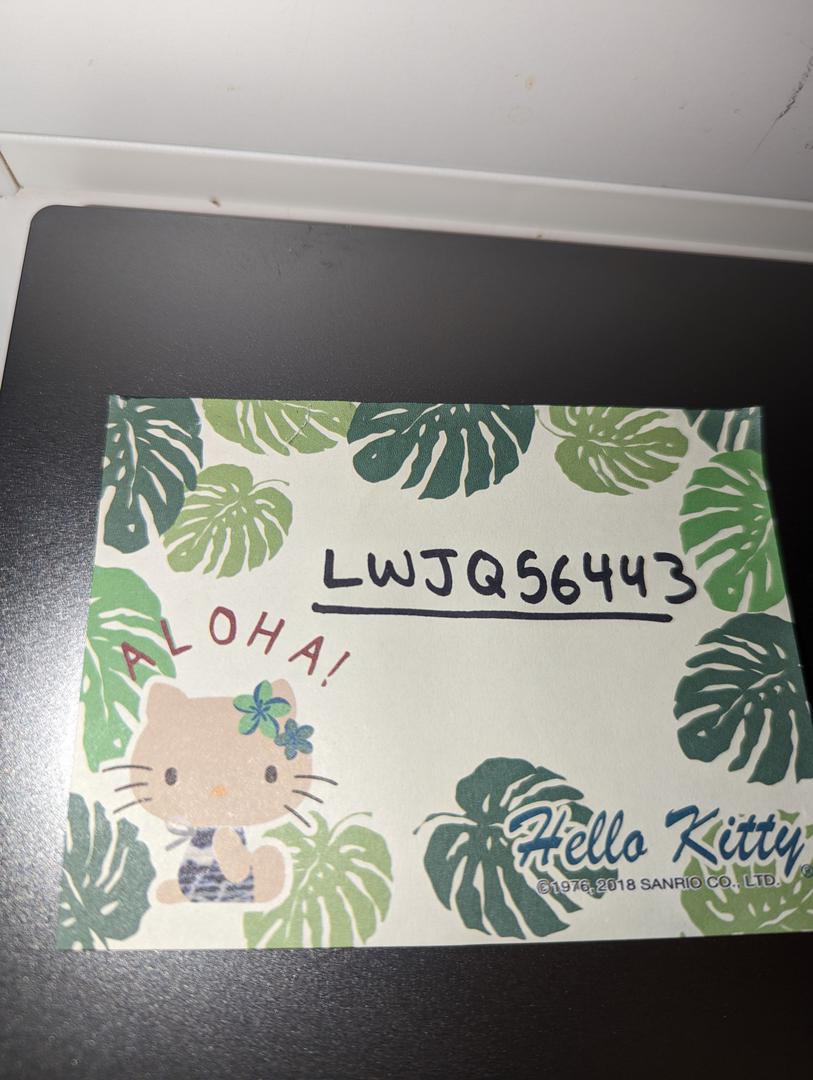 LWJQ56443
ALOHA!
Hello Kitty®
©1976, 2018 SANRIO CO., LTD.